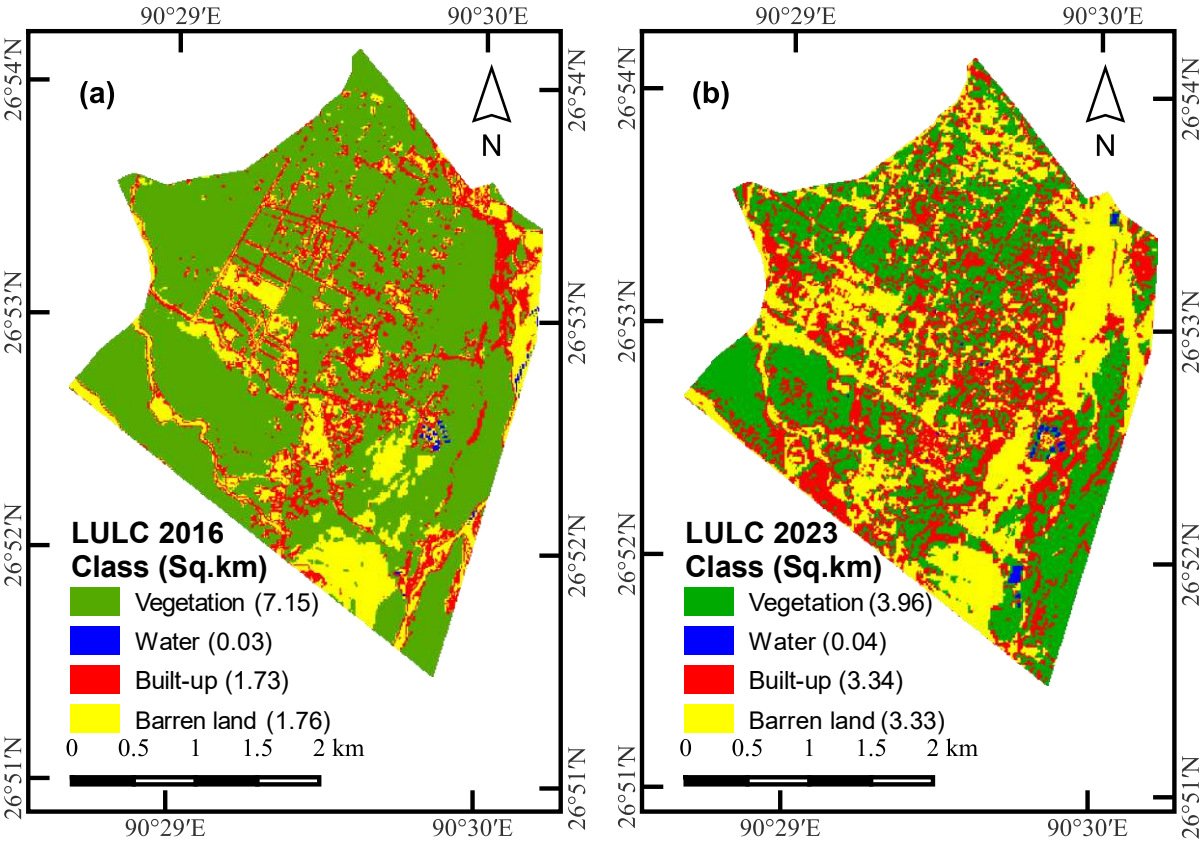 90°29'E 90°30'E
26°54'N
26°54'N
26°53'N
26°53'N
26°52'N
26°52'N
26°51'N
26°51'N
(a)
N
LULC 2016
Class (Sq.km)
Vegetation (7.15)
Water (0.03)
Built-up (1.73)
Barren land (1.76)
0 0.5 1 1.5 2 km
90°29'E 90°30'E
90°29'E 90°30'E
26°54'N
26°54'N
26°53'N
26°53'N
26°52'N
26°52'N
26°51'N
26°51'N
(b)
N
LULC 2023
Class (Sq.km)
Vegetation (3.96)
Water (0.04)
Built-up (3.34)
Barren land (3.33)
0 0.5 1 1.5 2 km
90°29'E 90°30'E